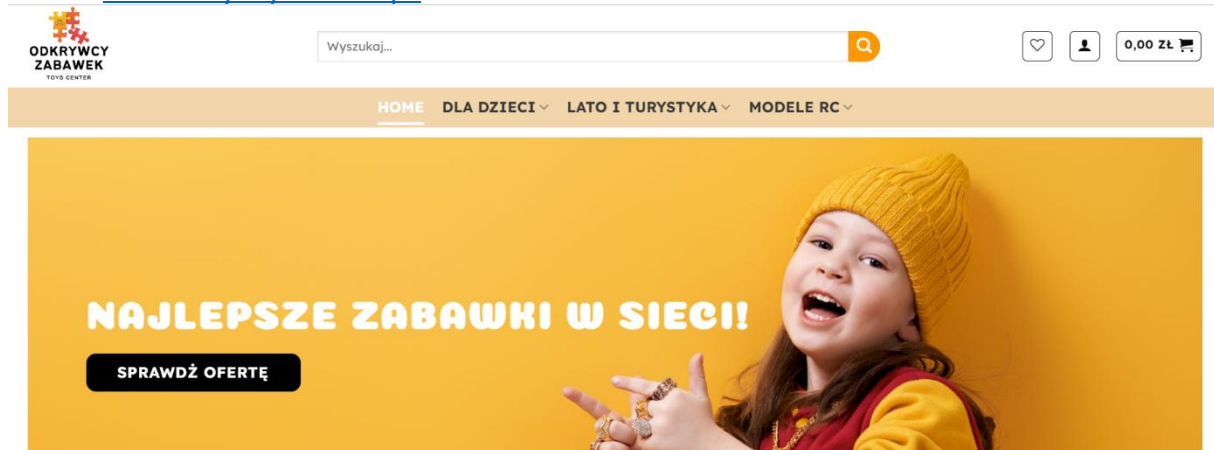 ODKRYWCY
ZABAWEK
TOYS CENTER
Wyszukaj...
0,00 ZŁ
HOME DLA DZIECI LATO I TURYSTYKA MODELE RC
NAJLEPSZE ZABAWKI W SIECI!
SPRAWDŹ OFERTĘ